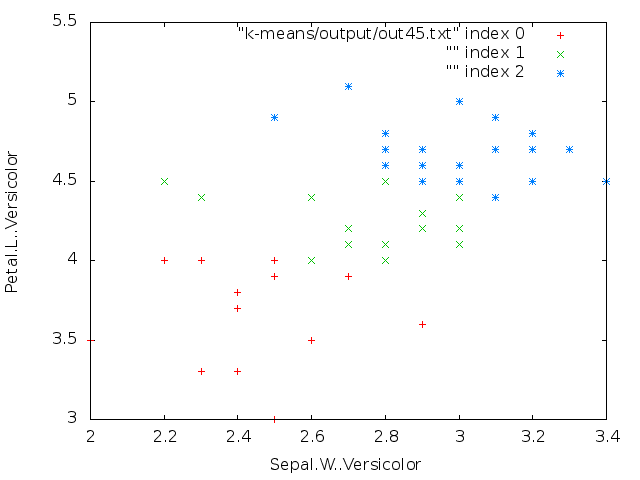 5.5
"k-means/output/out45.txt" index 0
"" index 1
"" index 2
5
4.5
4
3.5
3
Petal.L..Versicolor
2 2.2 2.4 2.6 2.8 3 3.2 3.4
Sepal.W..Versicolor